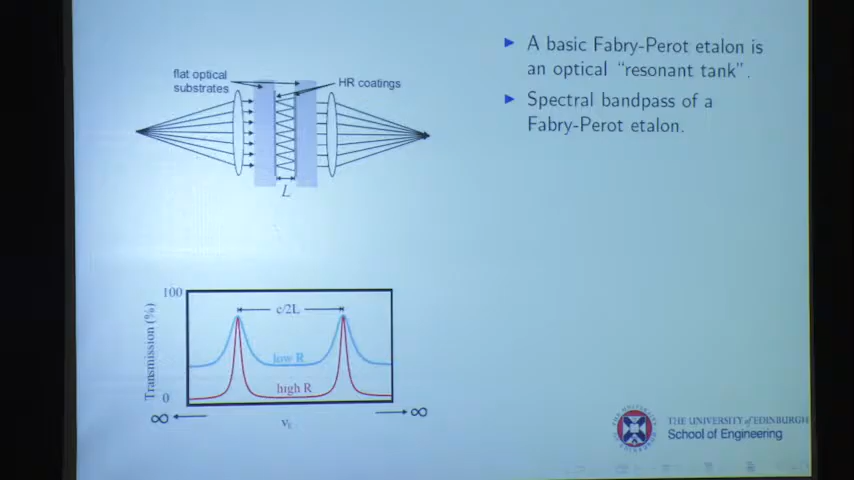 flat optical
substrates
HR coatings
L
▶ A basic Fabry-Perot etalon is
an optical “resonant tank”.
▶ Spectral bandpass of a
Fabry-Perot etalon.
Transmission (%)
100
0
c/2L
low R
high R
∞
∞
THE UNIVERSITY of EDINBURGH
School of Engineering